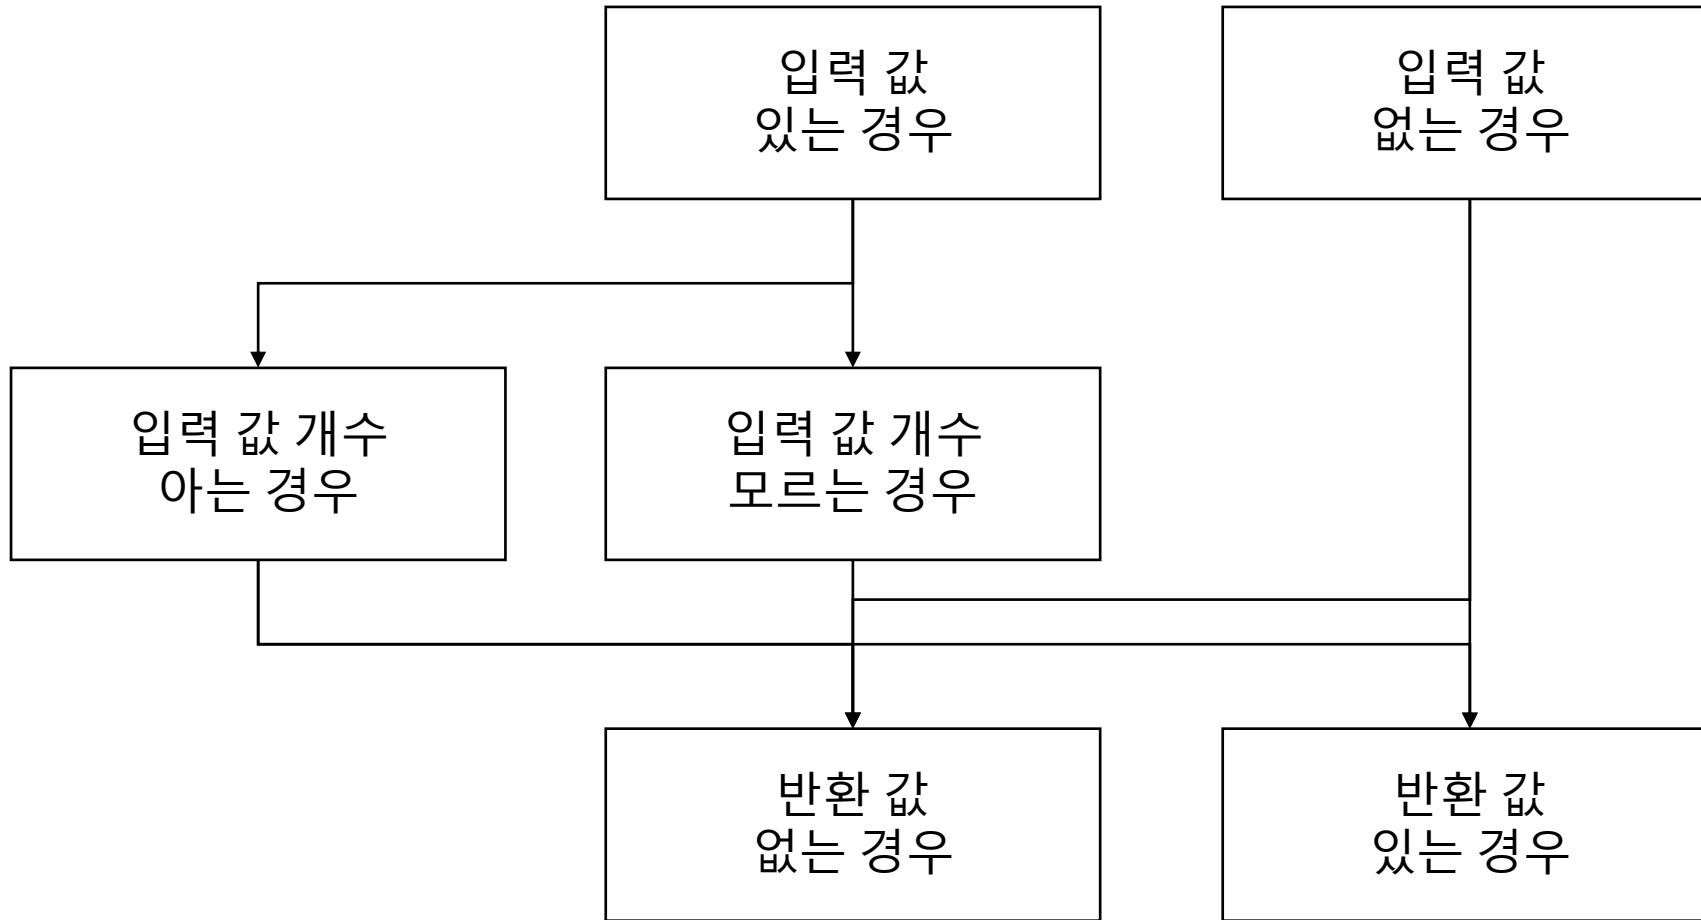 입력 값
있는 경우
입력 값
없는 경우
입력 값 개수
아는 경우
입력 값 개수
모르는 경우
반환 값
없는 경우
반환 값
있는 경우